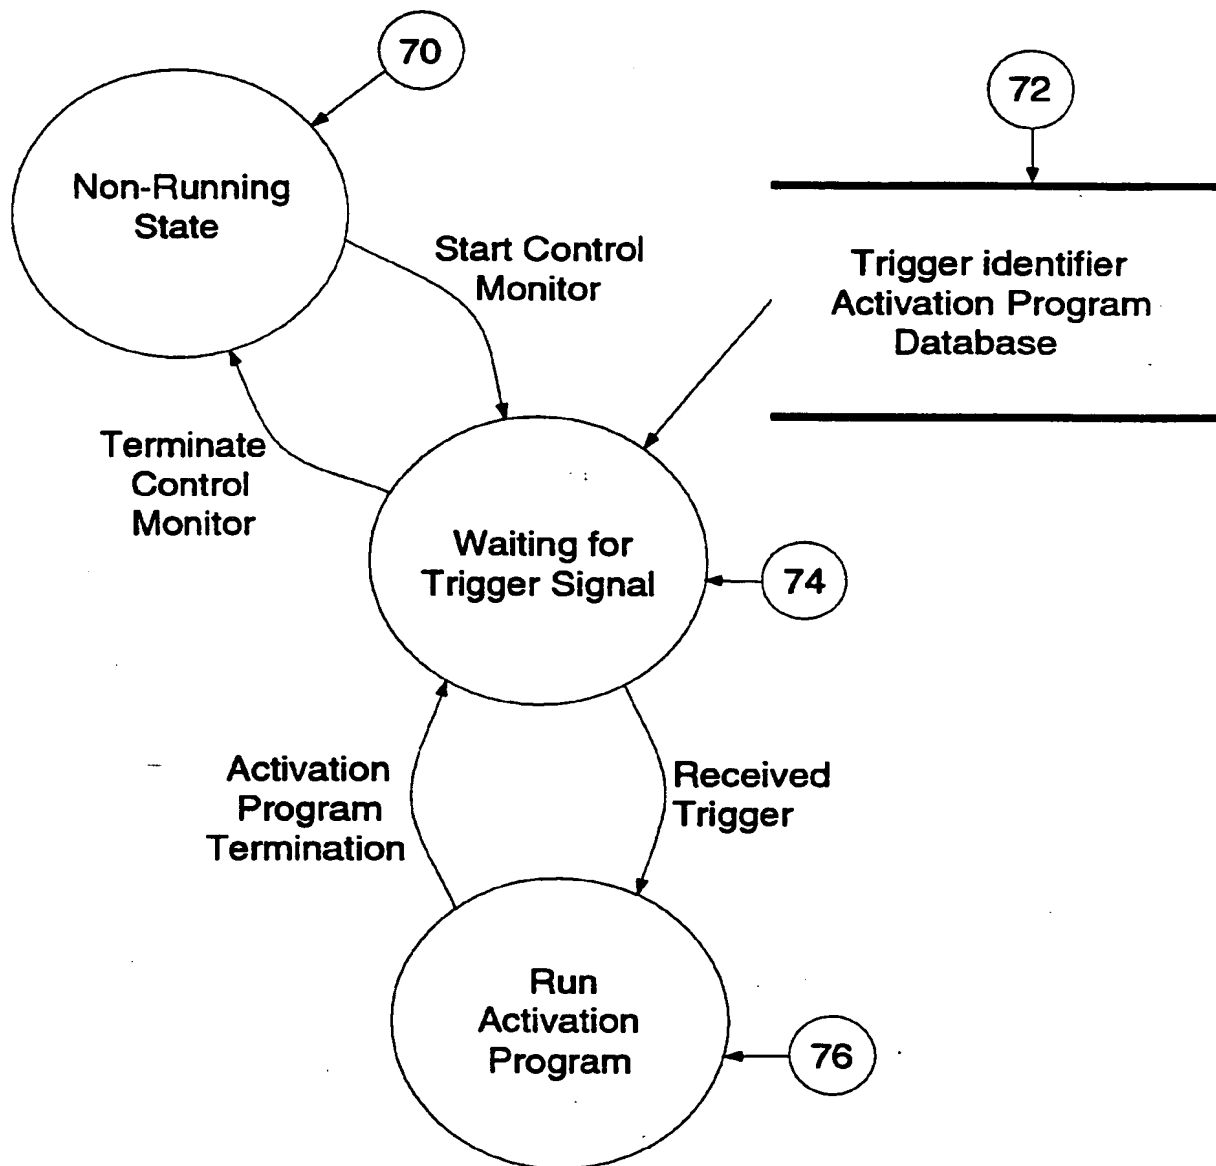 70
72
Non-Running
State
Start Control
Monitor
Trigger identifier
Activation Program
Database
Terminate
Control
Monitor
Waiting for
Trigger Signal
74
Activation
Program
Termination
Received
Trigger
Run
Activation
Program
76